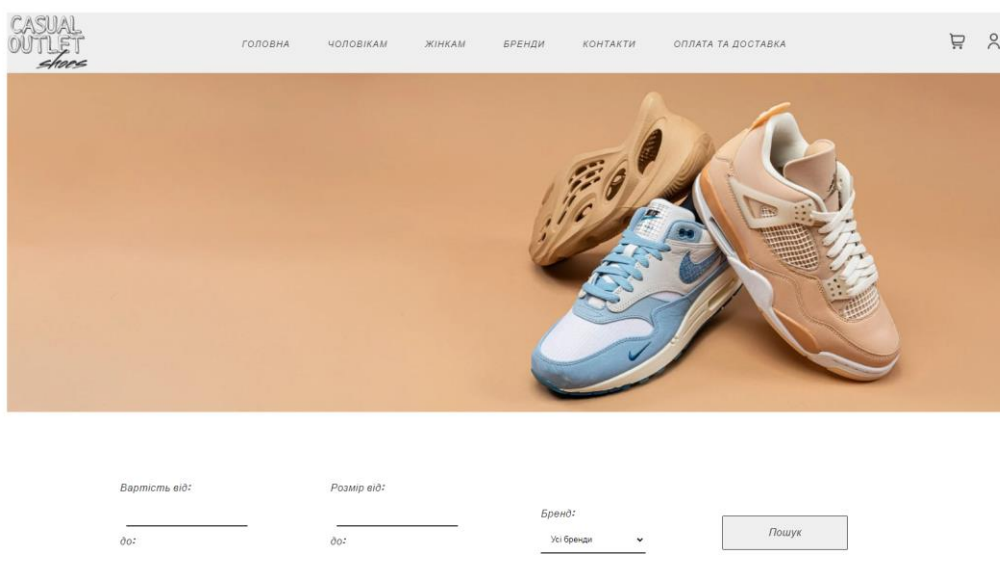 CASUAL
OUTLET
shoes
ГОЛОВНА ЧОЛОВІКАМ ЖІНКАМ БРЕНДИ КОНТАКТИ ОПЛАТА ТА ДОСТАВКА
Вартість від: Розмір від:
Бренд:
Усі бренди Пошук
до: до: